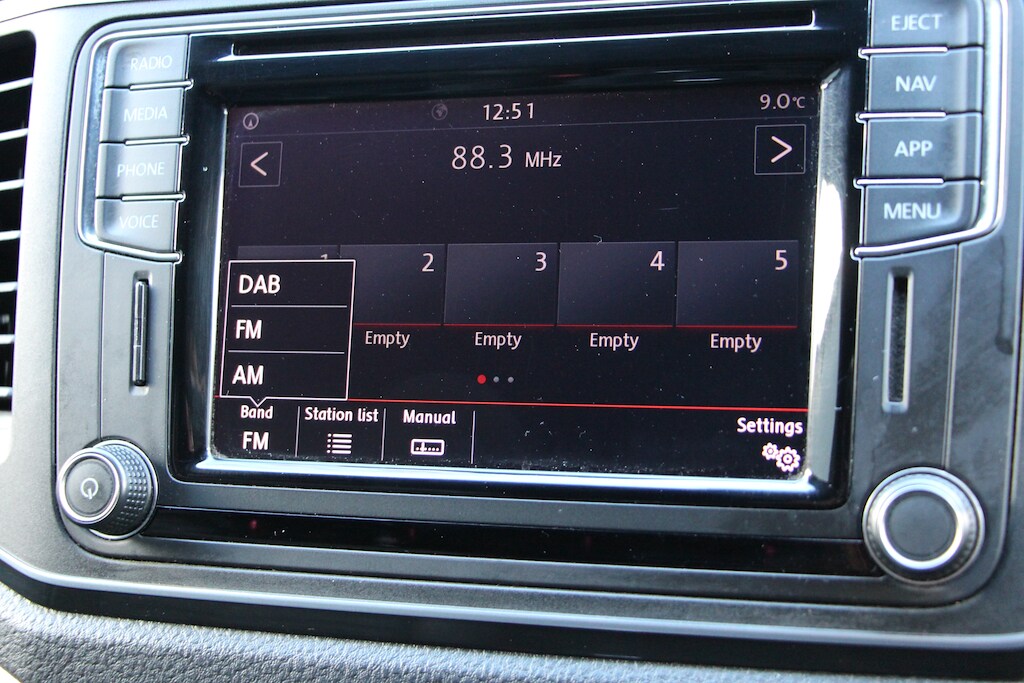 RADIO
MEDIA
PHONE
VOICE
EJECT
NAV
APP
MENU
12:51
9.0°C
<
88.3 MHz
>
1 2 3 4 5
DAB
FM
AM
Empty Empty Empty Empty
Band Station list Manual Settings
FM